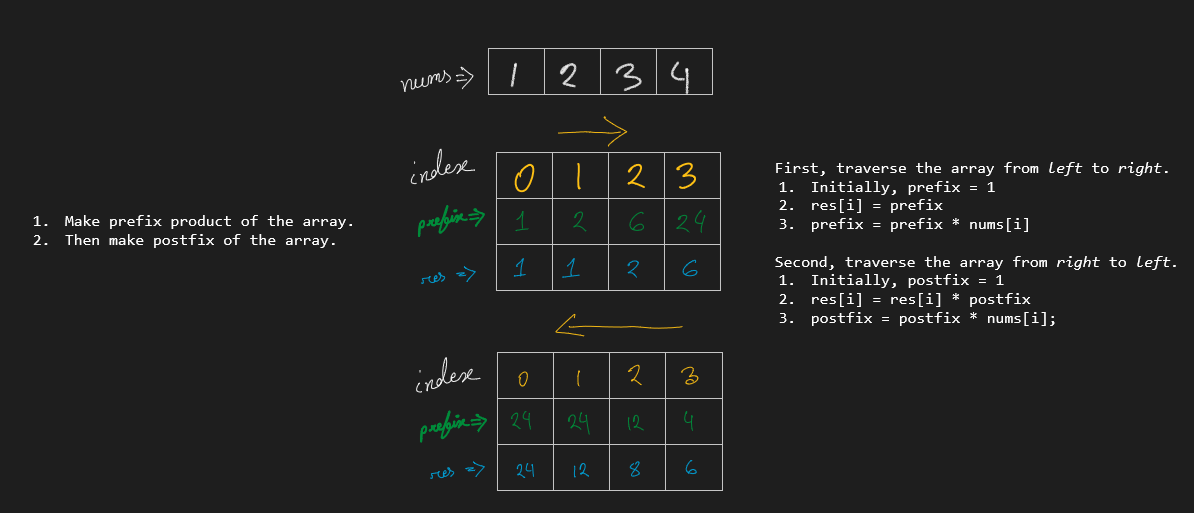 nums => 1 2 3 4
index 0 1 2 3
prefix => 1 2 6 24
res => 1 1 2 6
index 0 1 2 3
prefix => 24 24 12 4
res => 24 12 8 6
1. Make prefix product of the array.
2. Then make postfix of the array.
First, traverse the array from left to right.
1. Initially, prefix = 1
2. res[i] = prefix
3. prefix = prefix * nums[i]
Second, traverse the array from right to left.
1. Initially, postfix = 1
2. res[i] = res[i] * postfix
3. postfix = postfix * nums[i];